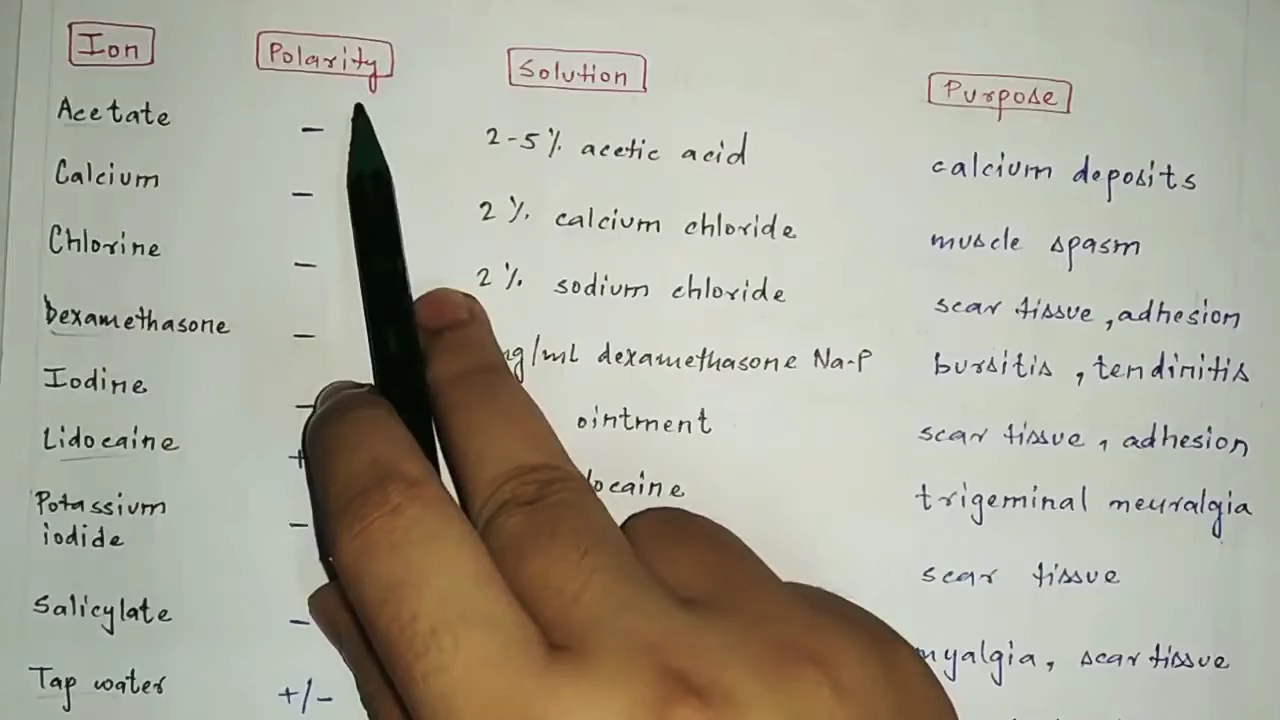 Ion Polarity Solution Purpose
Acetate - 2-5% acetic acid calcium deposits
Calcium - 2% calcium chloride muscle spasm
Chlorine - 2% sodium chloride scar tissue, adhesion
Dexamethasone - mg/ml dexamethasone Na-P bursitis, tendinitis
Iodine - ointment scar tissue, adhesion
Lidocaine + trigeminal neuralgia
Potassium
iodide - scar tissue
Salicylate - myalgia, scar tissue
Tap water +/-